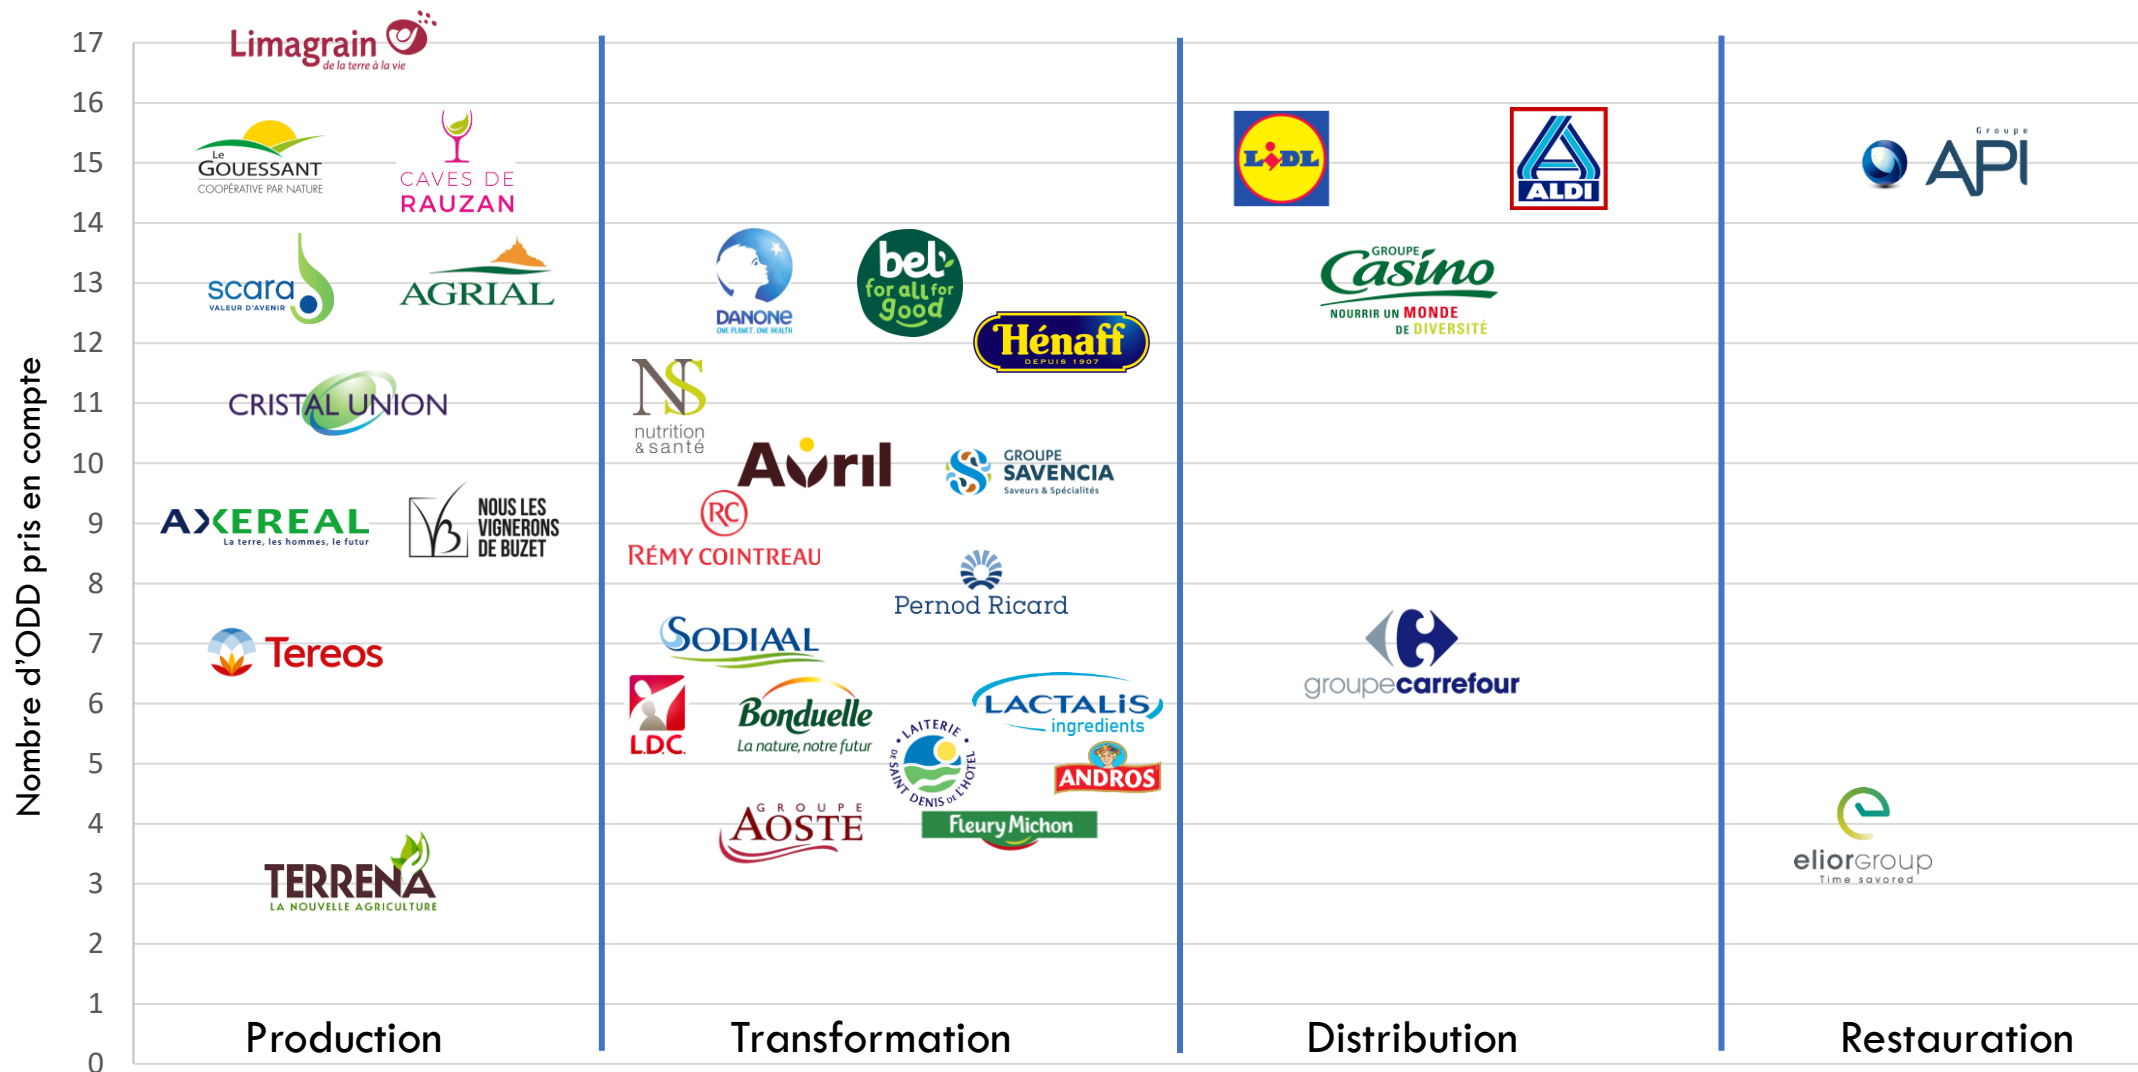 Nombre d'ODD pris en compte
17
16
15
14
13
12
11
10
9
8
7
6
5
4
3
2
1
0
Limagrain
de la terre à la vie
Le
GOUESSANT
COOPÉRATIVE PAR NATURE
CAVES DE
RAUZAN
scara
VALEUR D'AVENIR
AGRIAL
CRISTAL UNION
AXEREAL
La terre, les hommes, le futur
VB
NOUS LES
VIGNERONS
DE BUZET
Tereos
TERRENA
LA NOUVELLE AGRICULTURE
Production
DANONE
ONE PLANET. ONE HEALTH
bel
for all for
good
Hénaff
DEPUIS 1907
NS
nutrition
& santé
Avril
GROUPE
SAVENCIA
Saveurs & Spécialités
RC
RÉMY COINTREAU
Pernod Ricard
SODIAAL
L.D.C.
Bonduelle
La nature, notre futur
LACTALiS
ingredients
LAITERIE
DE SAINT DENIS DE L'HOTEL
ANDROS
GROUPE
AOSTE
Fleury Michon
Transformation
LiDL
ALDI
GROUPE
Casino
NOURRIR UN MONDE
DE DIVERSITÉ
groupecarrefour
Distribution
Groupe
API
eliorgroup
Time savored
Restauration